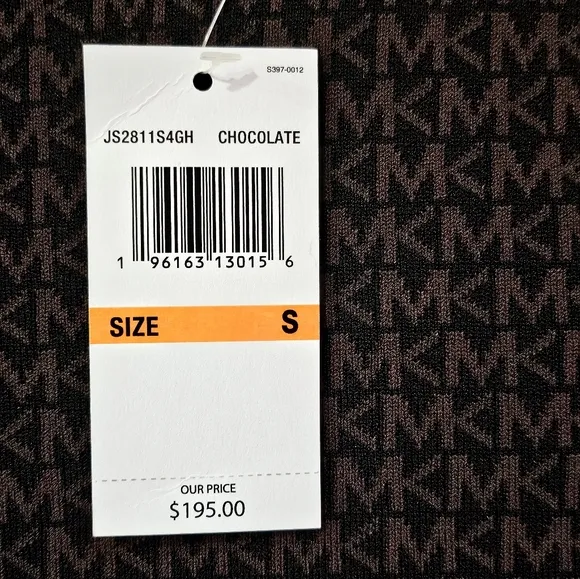 S397-0012
JS2811S4GH CHOCOLATE
1 96163 13015 6
SIZE S
OUR PRICE
$195.00